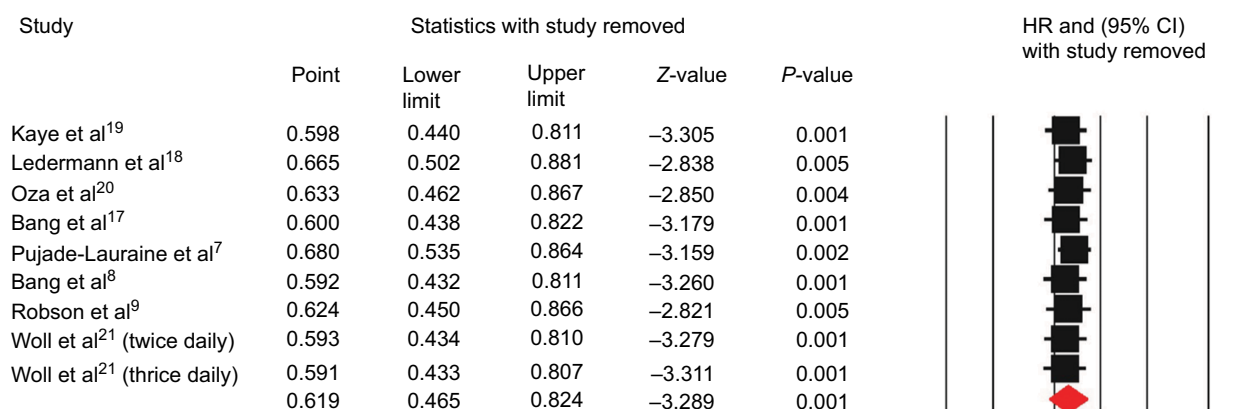 Study Statistics with study removed HR and (95% CI)
with study removed
Point Lower limit Upper limit Z-value P-value
Kaye et al19 0.598 0.440 0.811 –3.305 0.001
Ledermann et al18 0.665 0.502 0.881 –2.838 0.005
Oza et al20 0.633 0.462 0.867 –2.850 0.004
Bang et al17 0.600 0.438 0.822 –3.179 0.001
Pujade-Lauraine et al7 0.680 0.535 0.864 –3.159 0.002
Bang et al8 0.592 0.432 0.811 –3.260 0.001
Robson et al9 0.624 0.450 0.866 –2.821 0.005
Woll et al21 (twice daily) 0.593 0.434 0.810 –3.279 0.001
Woll et al21 (thrice daily) 0.591 0.433 0.807 –3.311 0.001
0.619 0.465 0.824 –3.289 0.001